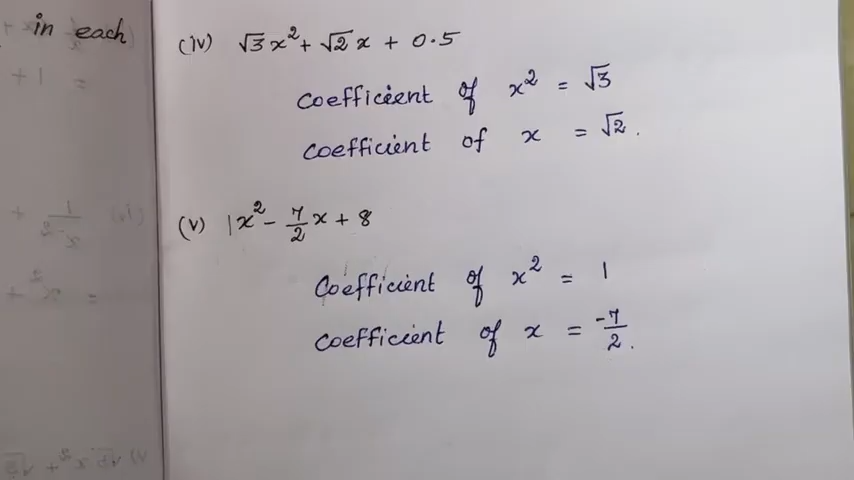 in each
(iv) √3x² + √2x + 0.5
Coefficient of x² = √3
Coefficient of x = √2.
(v) 1x² - 7/2x + 8
Coefficient of x² = 1
Coefficient of x = -7/2.